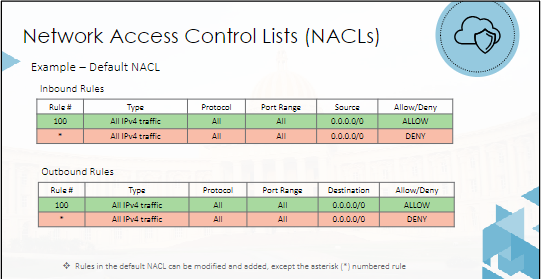 Network Access Control Lists (NACLs)
Example – Default NACL
Inbound Rules
Rule # Type Protocol Port Range Source Allow/Deny
100 All IPv4 traffic All All 0.0.0.0/0 ALLOW
* All IPv4 traffic All All 0.0.0.0/0 DENY
Outbound Rules
Rule # Type Protocol Port Range Destination Allow/Deny
100 All IPv4 traffic All All 0.0.0.0/0 ALLOW
* All IPv4 traffic All All 0.0.0.0/0 DENY
❖ Rules in the default NACL can be modified and added, except the asterisk (*) numbered rule